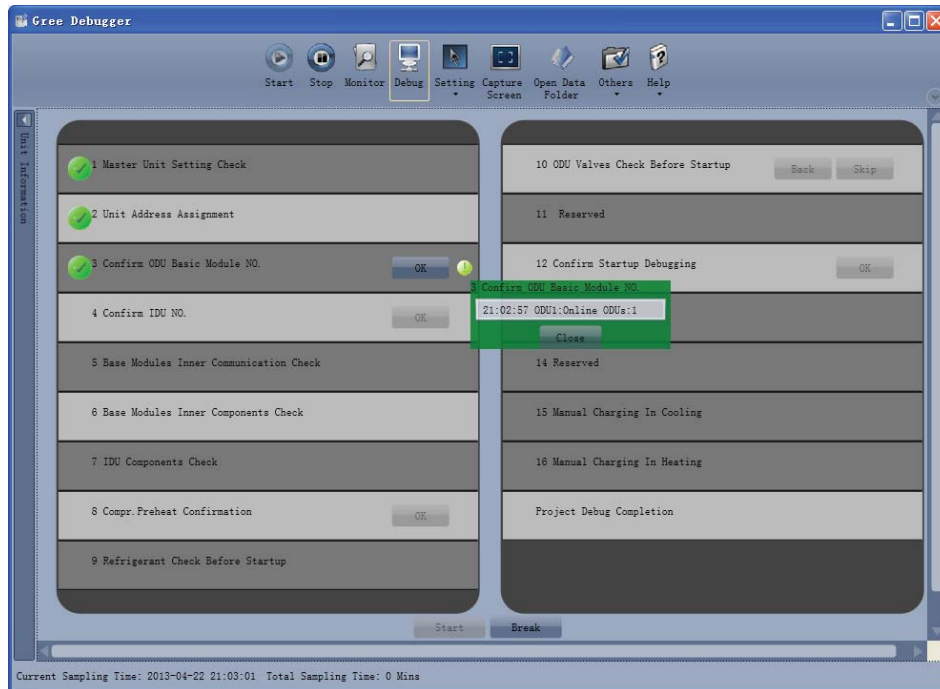 Gree Debugger
Start Stop Monitor Debug Setting Capture Screen Open Data Folder Others Help
Unit Information
1 Master Unit Setting Check
2 Unit Address Assignment
3 Confirm ODU Basic Module NO. OK
4 Confirm IDU NO. OK
5 Base Modules Inner Communication Check
6 Base Modules Inner Components Check
7 IDU Components Check
8 Compr.Preheat Confirmation OK
9 Refrigerant Check Before Startup
10 ODU Valves Check Before Startup Back Skip
11 Reserved
12 Confirm Startup Debugging OK
3 Confirm ODU Basic Module NO.
21:02:57 ODU1:Online ODUs:1
Close
14 Reserved
15 Manual Charging In Cooling
16 Manual Charging In Heating
Project Debug Completion
Start Break
Current Sampling Time: 2013-04-22 21:03:01 Total Sampling Time: 0 Mins